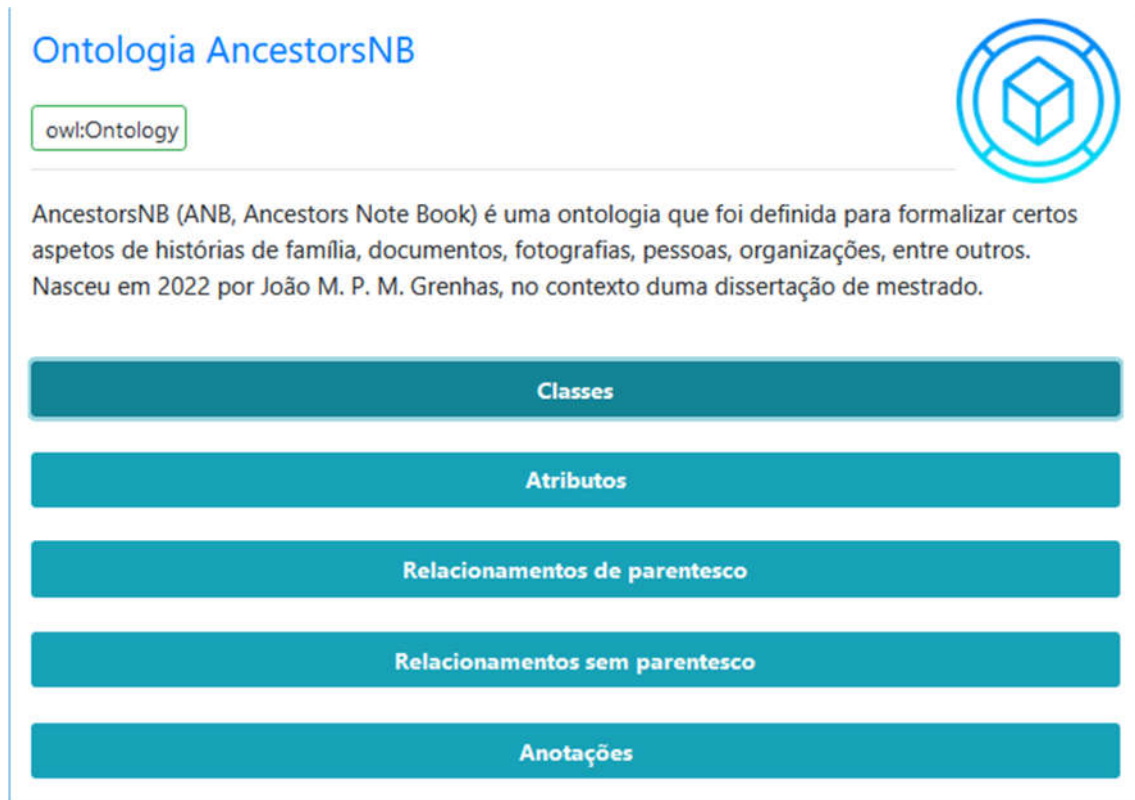 Ontologia AncestorsNB
owl:Ontology
AncestorsNB (ANB, Ancestors Note Book) é uma ontologia que foi definida para formalizar certos
aspetos de histórias de família, documentos, fotografias, pessoas, organizações, entre outros.
Nasceu em 2022 por João M. P. M. Grenhas, no contexto duma dissertação de mestrado.
Classes
Atributos
Relacionamentos de parentesco
Relacionamentos sem parentesco
Anotações